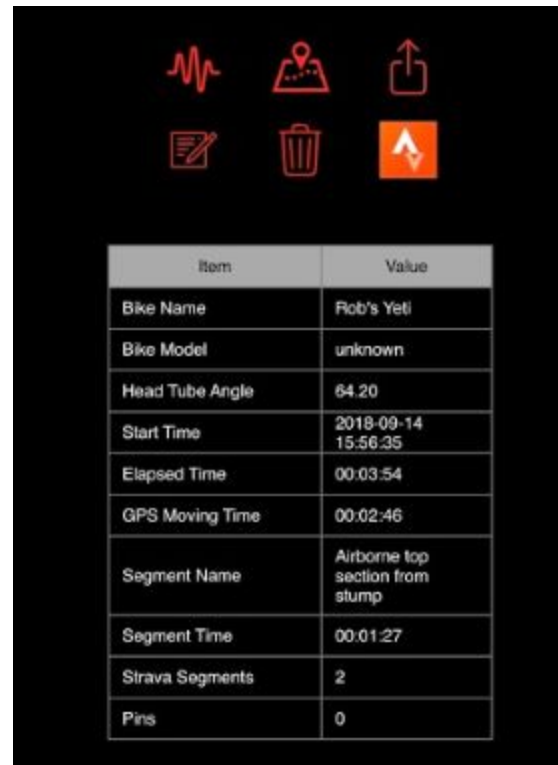 Item Value
Bike Name Rob's Yeti
Bike Model unknown
Head Tube Angle 64.20
Start Time 2018-09-14
15:56:35
Elapsed Time 00:03:54
GPS Moving Time 00:02:46
Segment Name Airborne top
section from
stump
Segment Time 00:01:27
Strava Segments 2
Pins 0